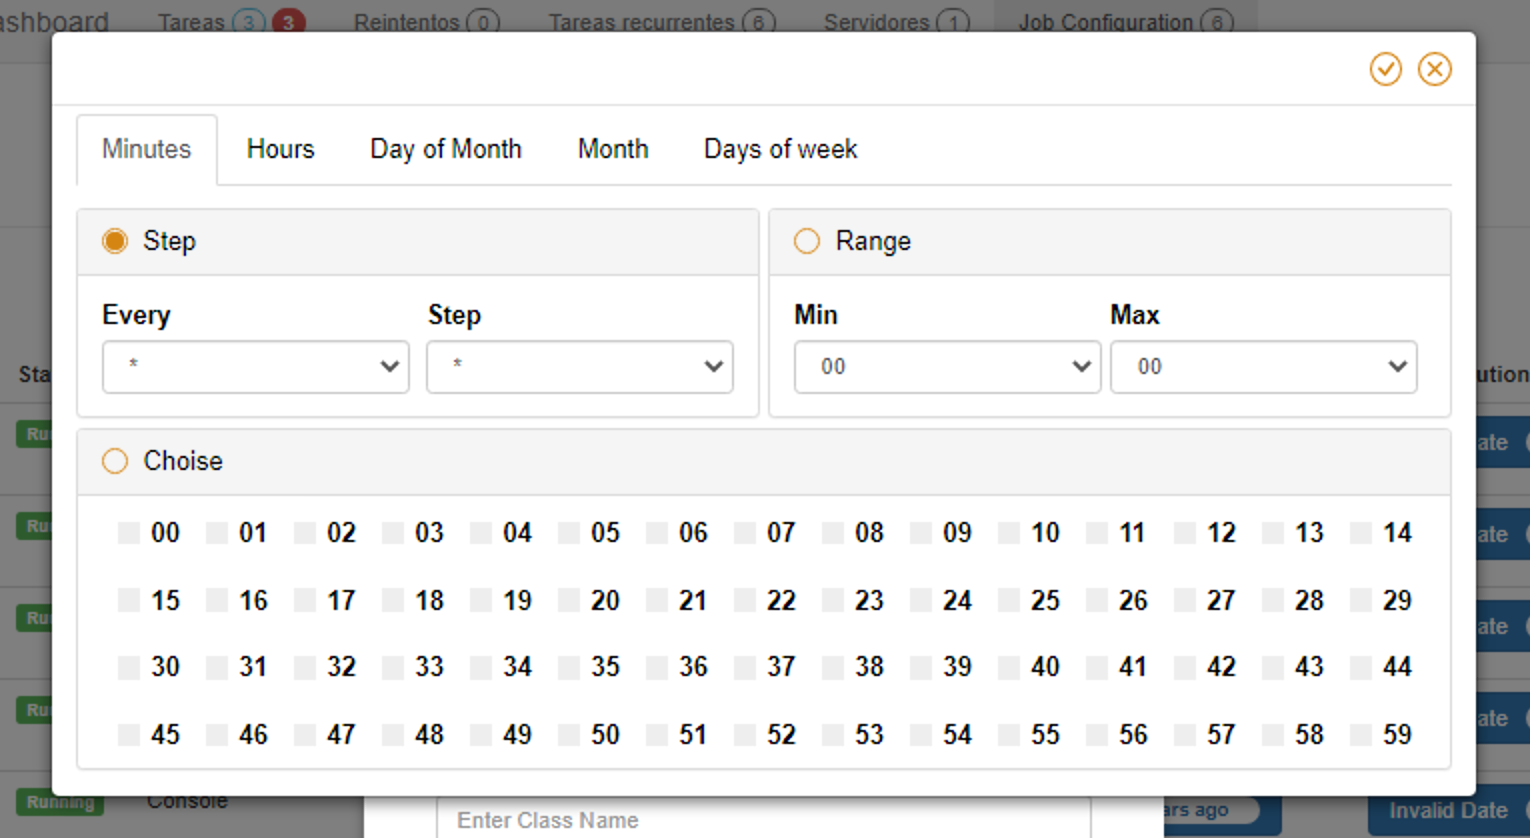 ashboard Tareas 3 3 Reintentos 0 Tareas recurrentes 6 Servidores 1 Job Configuration 6
Minutes Hours Day of Month Month Days of week
Step Range
Every Step Min Max
* * 00 00
Choise
00 01 02 03 04 05 06 07 08 09 10 11 12 13 14
15 16 17 18 19 20 21 22 23 24 25 26 27 28 29
30 31 32 33 34 35 36 37 38 39 40 41 42 43 44
45 46 47 48 49 50 51 52 53 54 55 56 57 58 59
Sta ution
Ru ate
Ru ate
Ru ate
Ru ate
Running Console ars ago Invalid Date
Enter Class Name